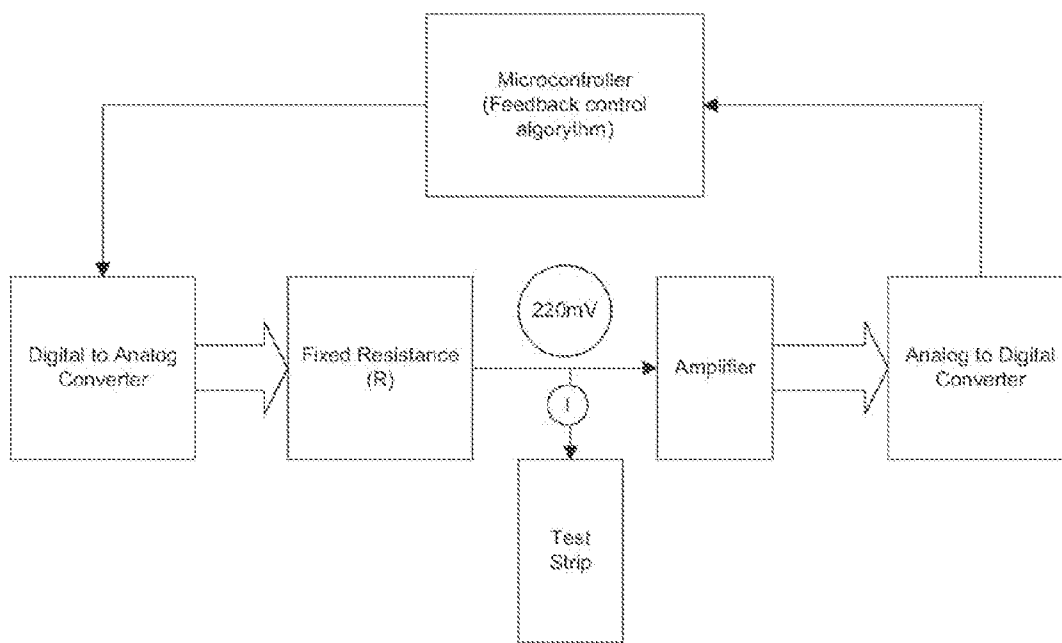 Microcontroller
(Feedback control
algorythm)
220mV
Digital to Analog
Converter
Fixed Resistance
(R)
Amplifier
Analog to Digital
Converter
I
Test
Strip